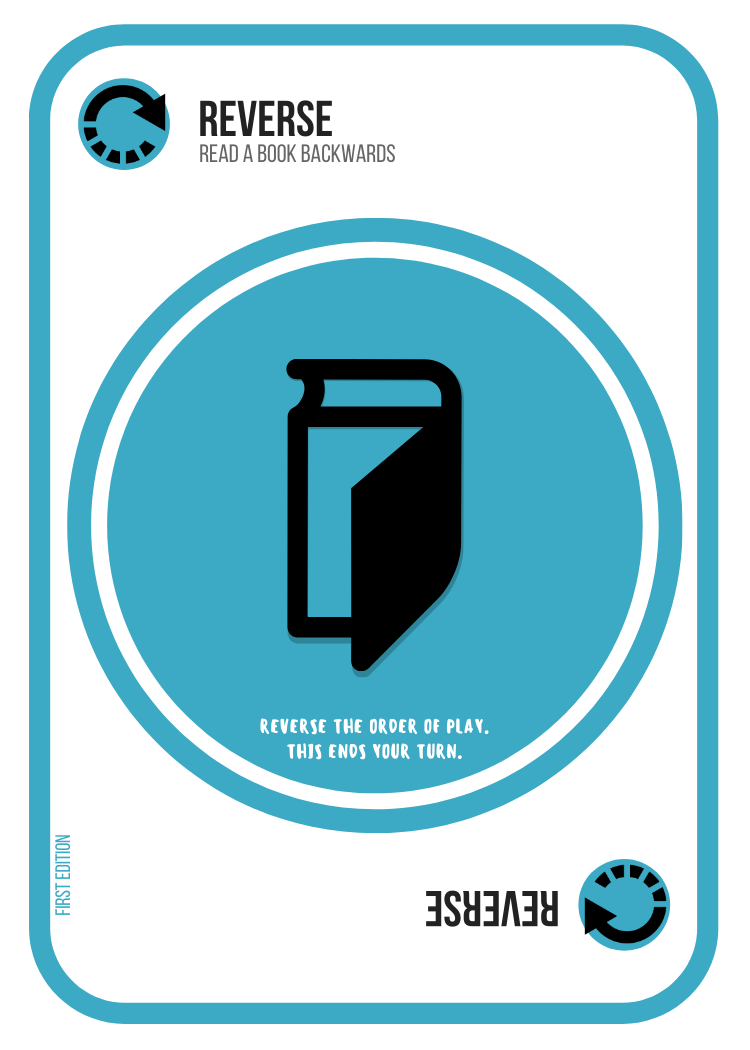 REVERSE
READ A BOOK BACKWARDS
REVERSE THE ORDER OF PLAY.
THIS ENDS YOUR TURN.
FIRST EDITION
REVERSE